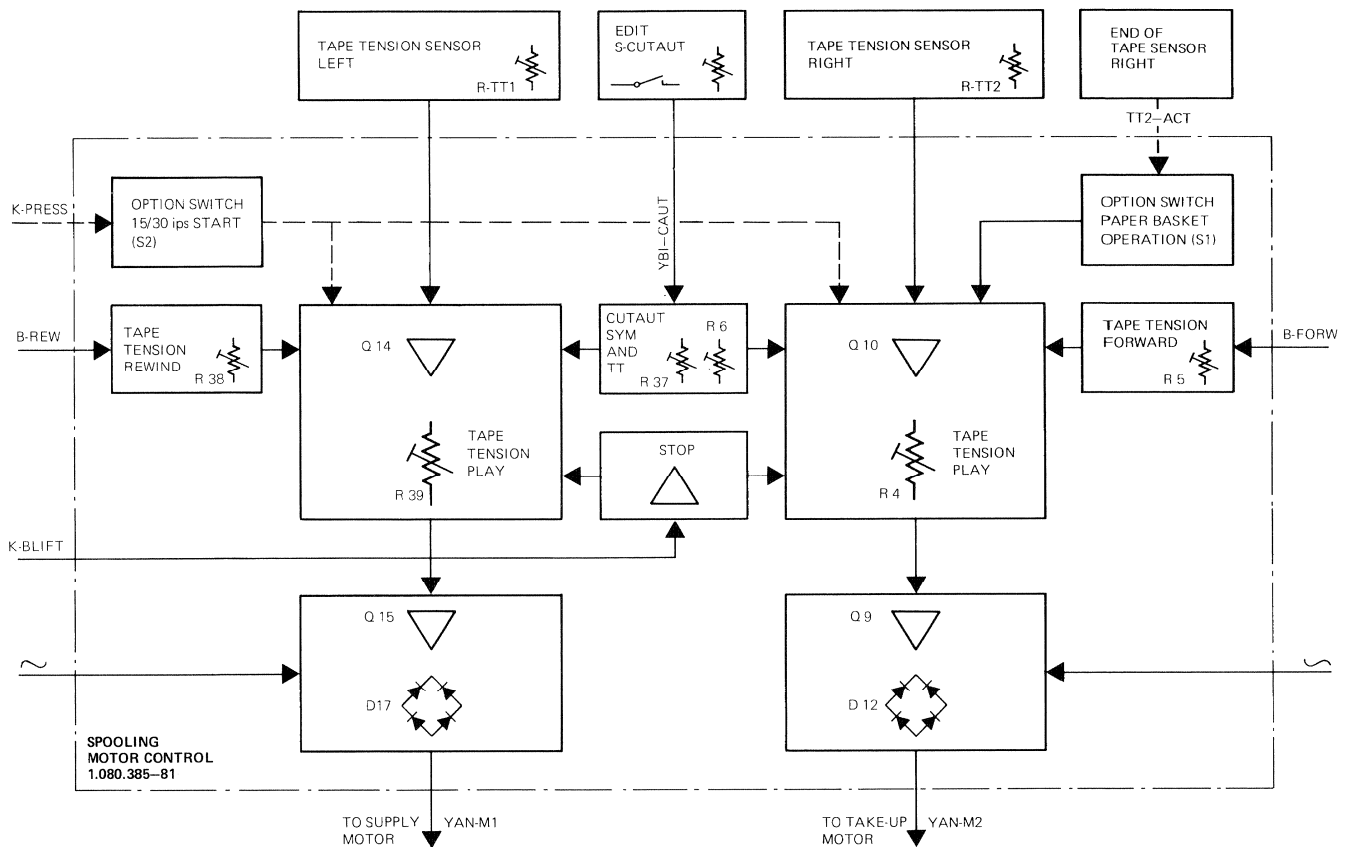 TAPE TENSION SENSOR
LEFT
R-TT1
EDIT
S-CUTAUT
TAPE TENSION SENSOR
RIGHT
R-TT2
END OF
TAPE SENSOR
RIGHT
TT2–ACT
K-PRESS
OPTION SWITCH
15/30 ips START
(S2)
YBI–CAUT
OPTION SWITCH
PAPER BASKET
OPERATION (S1)
B-REW
TAPE
TENSION
REWIND
R 38
Q 14
CUTAUT
SYM
AND
TT
R 6
R 37
Q 10
TAPE TENSION
FORWARD
R 5
B-FORW
TAPE
TENSION
PLAY
R 39
STOP
TAPE
TENSION
PLAY
R 4
K-BLIFT
Q 15
D17
Q 9
D 12
~
~
SPOOLING
MOTOR CONTROL
1.080.385–81
TO SUPPLY
MOTOR
YAN-M1
TO TAKE-UP
MOTOR
YAN-M2